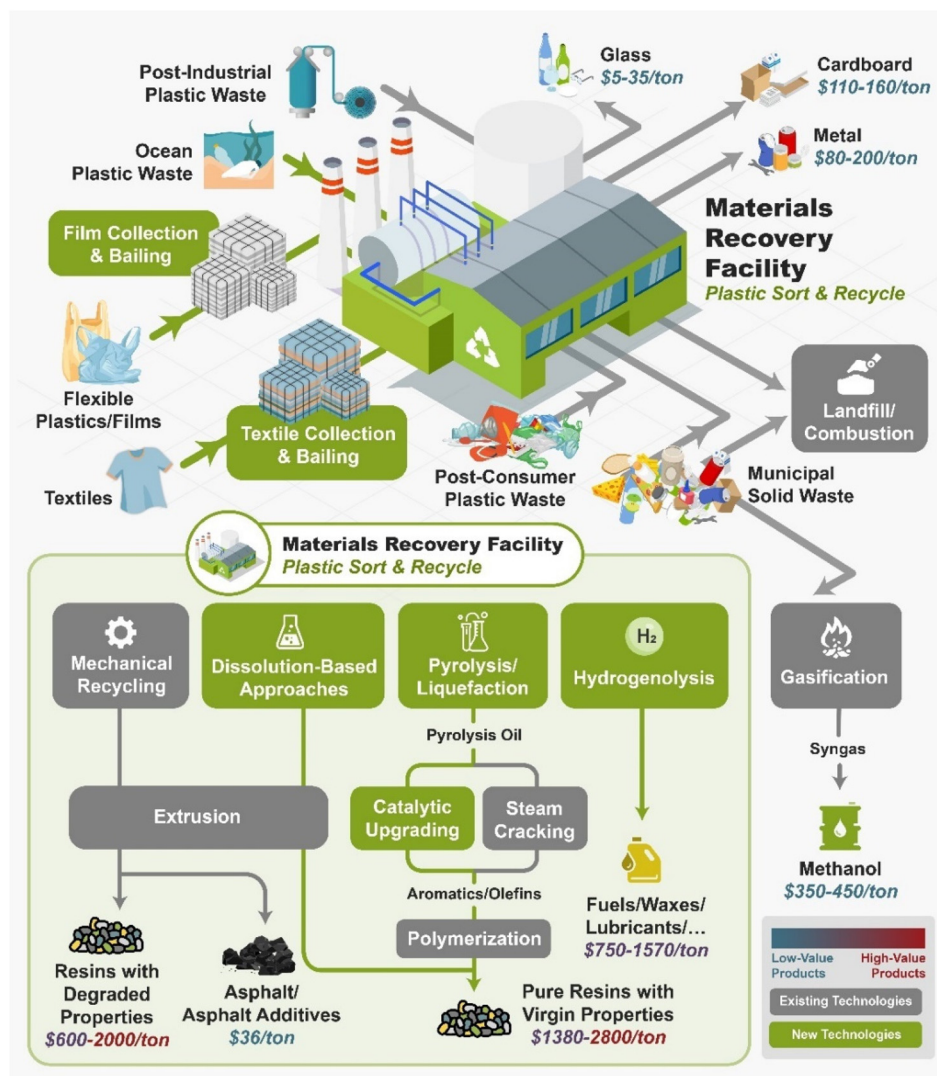 Post-Industrial
Plastic Waste
Glass
$5-35/ton
Cardboard
$110-160/ton
Ocean
Plastic Waste
Metal
$80-200/ton
Film Collection
& Bailing
Materials
Recovery
Facility
Plastic Sort & Recycle
Flexible
Plastics/Films
Textile Collection
& Bailing
Textiles
Post-Consumer
Plastic Waste
Municipal
Solid Waste
Landfill/
Combustion
Materials Recovery Facility
Plastic Sort & Recycle
Mechanical
Recycling
Dissolution-Based
Approaches
Pyrolysis/
Liquefaction
H₂
Hydrogenolysis
Gasification
Pyrolysis Oil
Syngas
Extrusion
Catalytic
Upgrading
Steam
Cracking
Aromatics/Olefins
Polymerization
Fuels/Waxes/
Lubricants/...
$750-1570/ton
Methanol
$350-450/ton
Resins with
Degraded
Properties
$600-2000/ton
Asphalt/
Asphalt Additives
$36/ton
Pure Resins with
Virgin Properties
$1380-2800/ton
Low-Value
Products
High-Value
Products
Existing Technologies
New Technologies